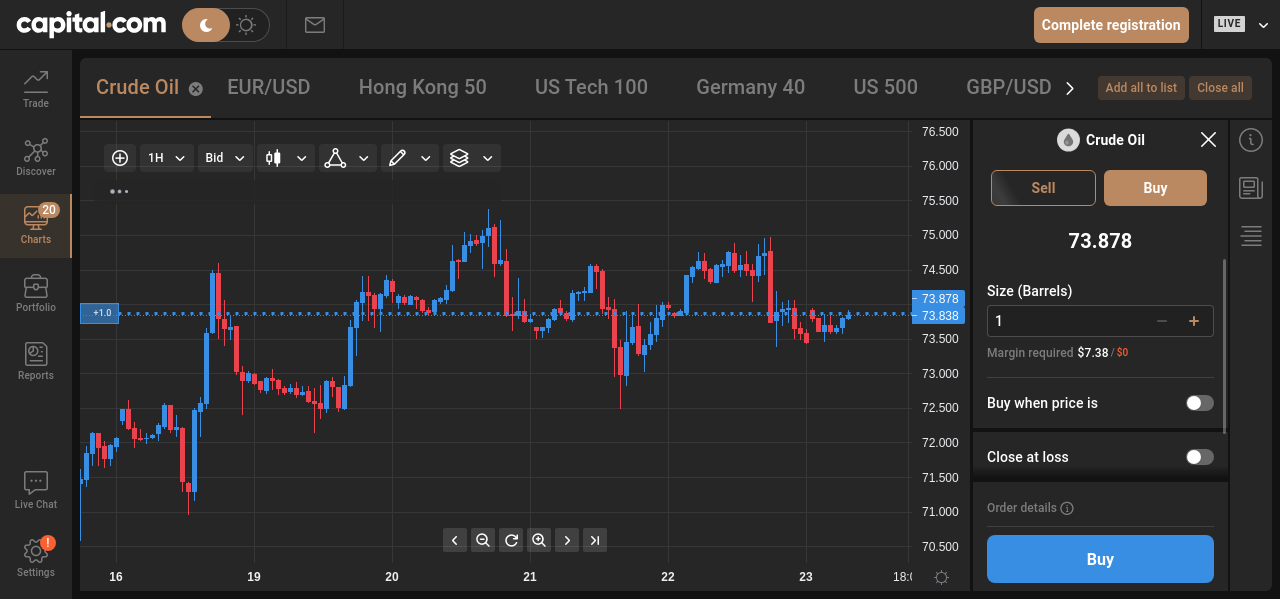 capital.com
Complete registration
LIVE
Trade
Discover
20
Charts
Portfolio
Reports
Live Chat
!
Settings
Crude Oil
EUR/USD
Hong Kong 50
US Tech 100
Germany 40
US 500
GBP/USD
Add all to list
Close all
1H
Bid
+1.0
76.500
76.000
75.500
75.000
74.500
73.878
73.838
73.500
73.000
72.500
72.000
71.500
71.000
70.500
16
19
20
21
22
23
Crude Oil
Sell
Buy
73.878
Size (Barrels)
1
Margin required $7.38 / $0
Buy when price is
Close at loss
Order details
Buy